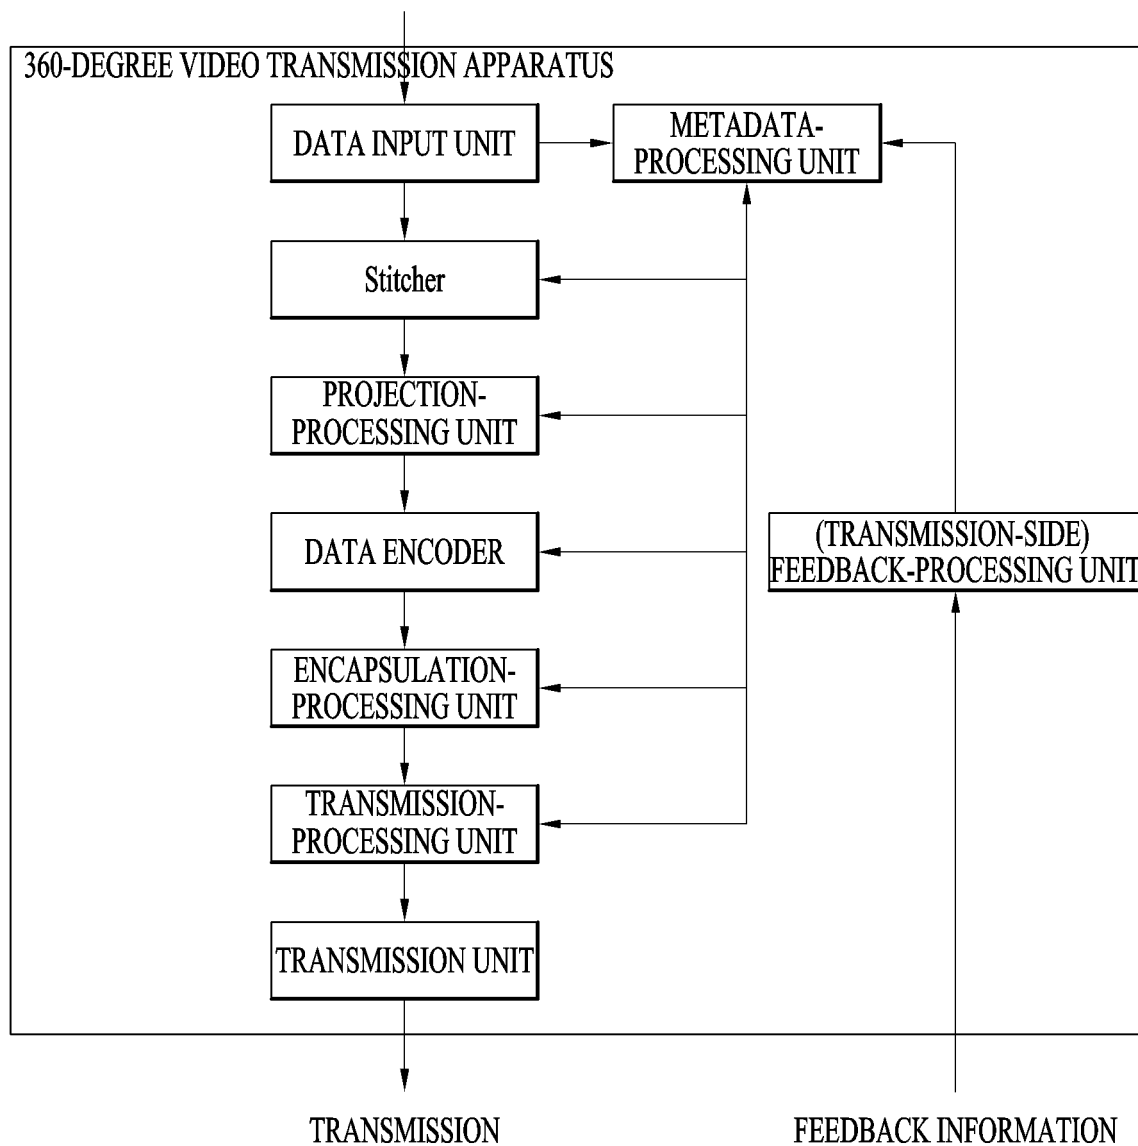 360-DEGREE VIDEO TRANSMISSION APPARATUS
DATA INPUT UNIT
METADATA-
PROCESSING UNIT
Stitcher
PROJECTION-
PROCESSING UNIT
DATA ENCODER
(TRANSMISSION-SIDE)
FEEDBACK-PROCESSING UNIT
ENCAPSULATION-
PROCESSING UNIT
TRANSMISSION-
PROCESSING UNIT
TRANSMISSION UNIT
TRANSMISSION
FEEDBACK INFORMATION